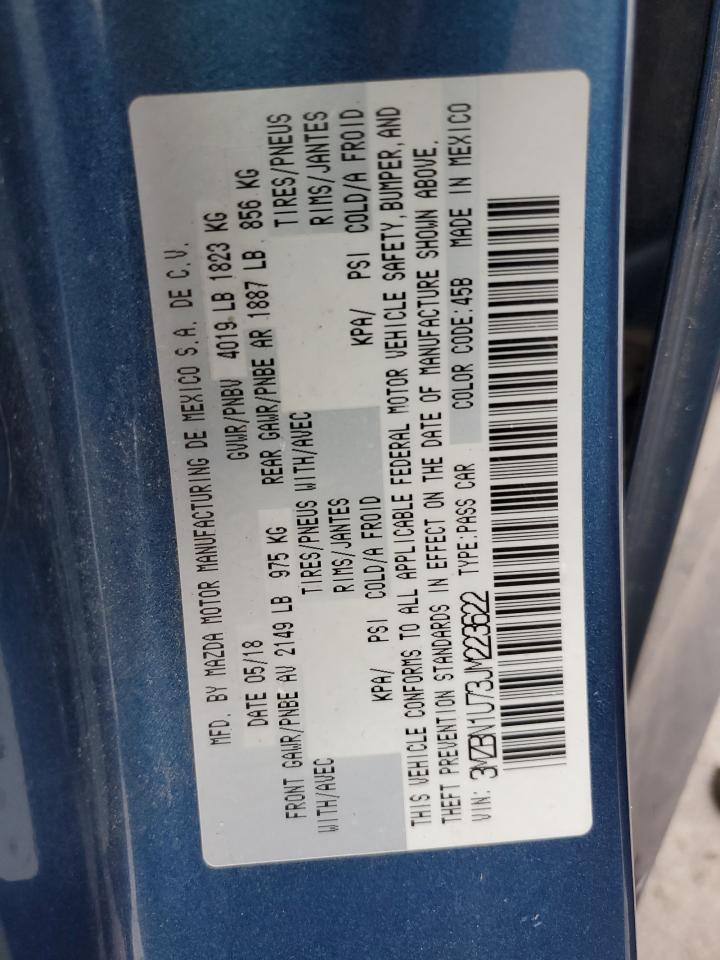 MFD. BY MAZDA MOTOR MANUFACTURING DE MEXICO S.A. DE C.V.
DATE 05/18 GVWR/PNBV 4019 LB 1823 KG
FRONT GAWR/PNBE AV 2149 LB 975 KG REAR GAWR/PNBE AR 1887 LB 856 KG
WITH/AVEC TIRES/PNEUS WITH/AVEC TIRES/PNEUS
RIMS/JANTES RIMS/JANTES
KPA/ PSI COLD/A FROID KPA/ PSI COLD/A FROID
THIS VEHICLE CONFORMS TO ALL APPLICABLE FEDERAL MOTOR VEHICLE SAFETY, BUMPER, AND
THEFT PREVENTION STANDARDS IN EFFECT ON THE DATE OF MANUFACTURE SHOWN ABOVE.
VIN: 3MZBN1U73JM223622 TYPE:PASS CAR COLOR CODE:45B MADE IN MEXICO